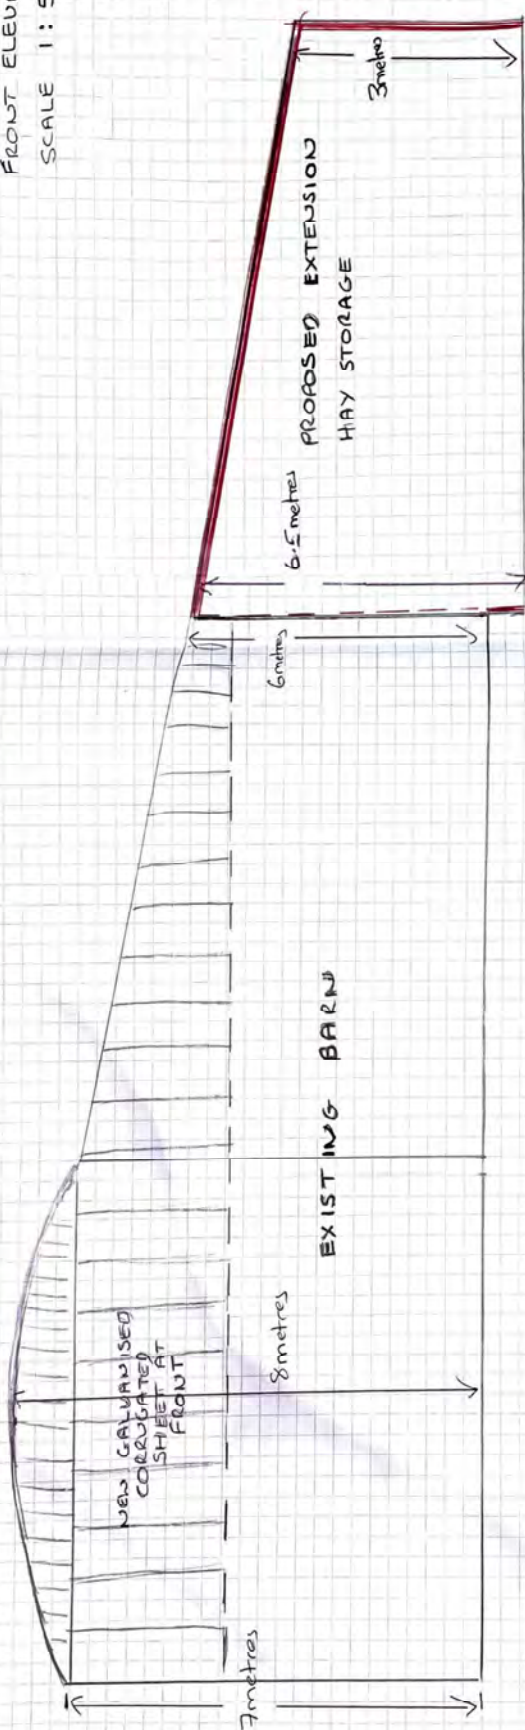 FRONT
SCALE 1:
3metres
PROPOSED EXTENSION
HAY STORAGE
6.5metres
6metres
EXISTING BARN
NEW GALVANISED
CORRUGATED
SHEET AT
FRONT
8metres
7metres